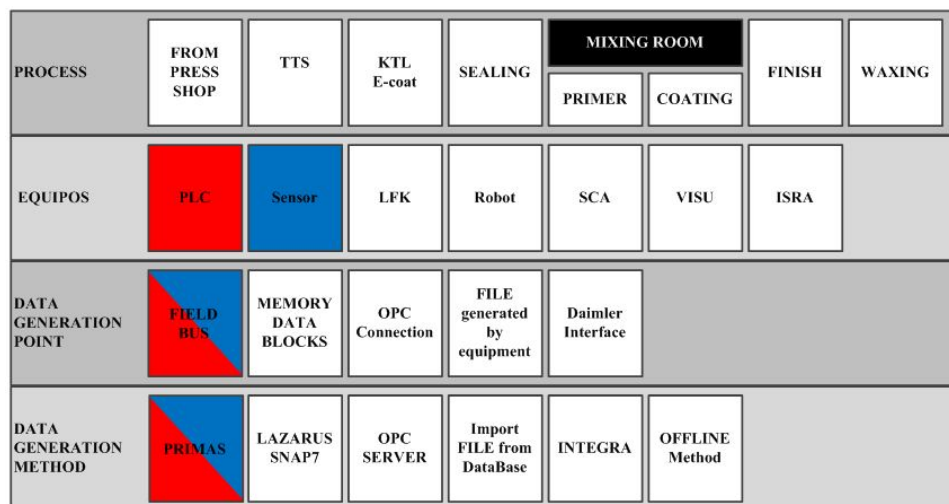 PROCESS
FROM
PRESS
SHOP
TTS
KTL
E-coat
SEALING
MIXING ROOM
PRIMER
COATING
FINISH
WAXING
EQUIPOS
PLC
Sensor
LFK
Robot
SCA
VISU
ISRA
DATA
GENERATION
POINT
FIELD
BUS
MEMORY
DATA
BLOCKS
OPC
Connection
FILE
generated
by
equipment
Daimler
Interface
DATA
GENERATION
METHOD
PRIMAS
LAZARUS
SNAP7
OPC
SERVER
Import
FILE from
DataBase
INTEGRA
OFFLINE
Method